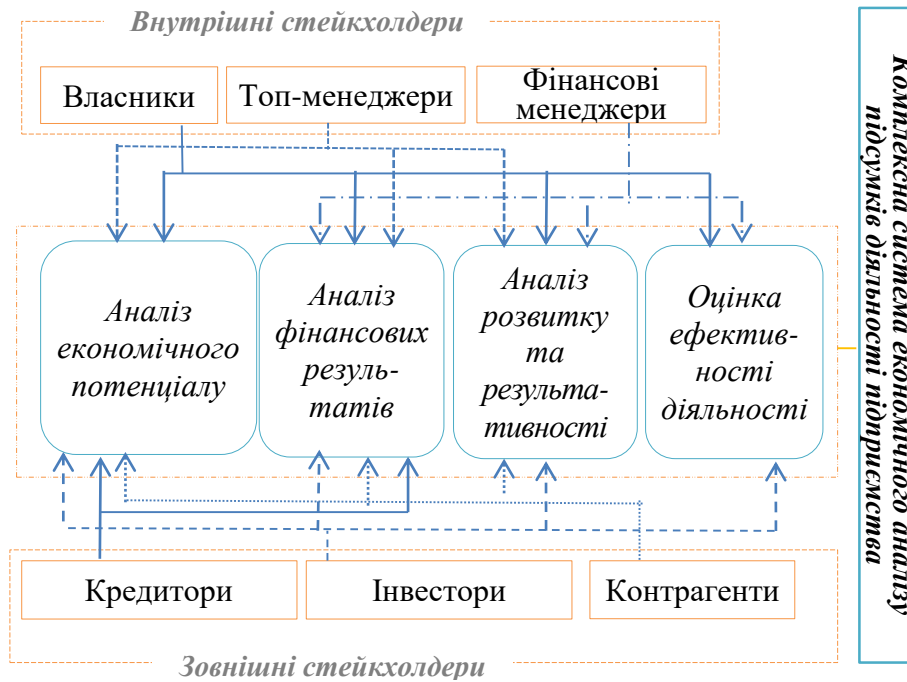 Внутрішні стейкхолдери
Власники
Топ-менеджери
Фінансові
менеджери
Аналіз
економічного
потенціалу
Аналіз
фінансових
резуль-
татів
Аналіз
розвитку
та
результа-
тивності
Оцінка
ефектив-
ності
діяльності
Кредитори
Інвестори
Контрагенти
Зовнішні стейкхолдери
Комплексна система економічного аналізу
підсумків діяльності підприємства